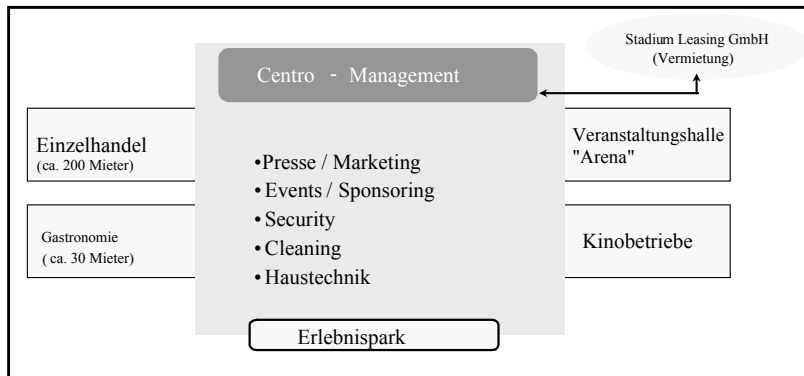 Stadium Leasing GmbH
(Vermietung)
Centro - Management
Einzelhandel
(ca. 200 Mieter)
Gastronomie
( ca. 30 Mieter)
•Presse / Marketing
•Events / Sponsoring
•Security
•Cleaning
•Haustechnik
Veranstaltungshalle
"Arena"
Kinobetriebe
Erlebnispark